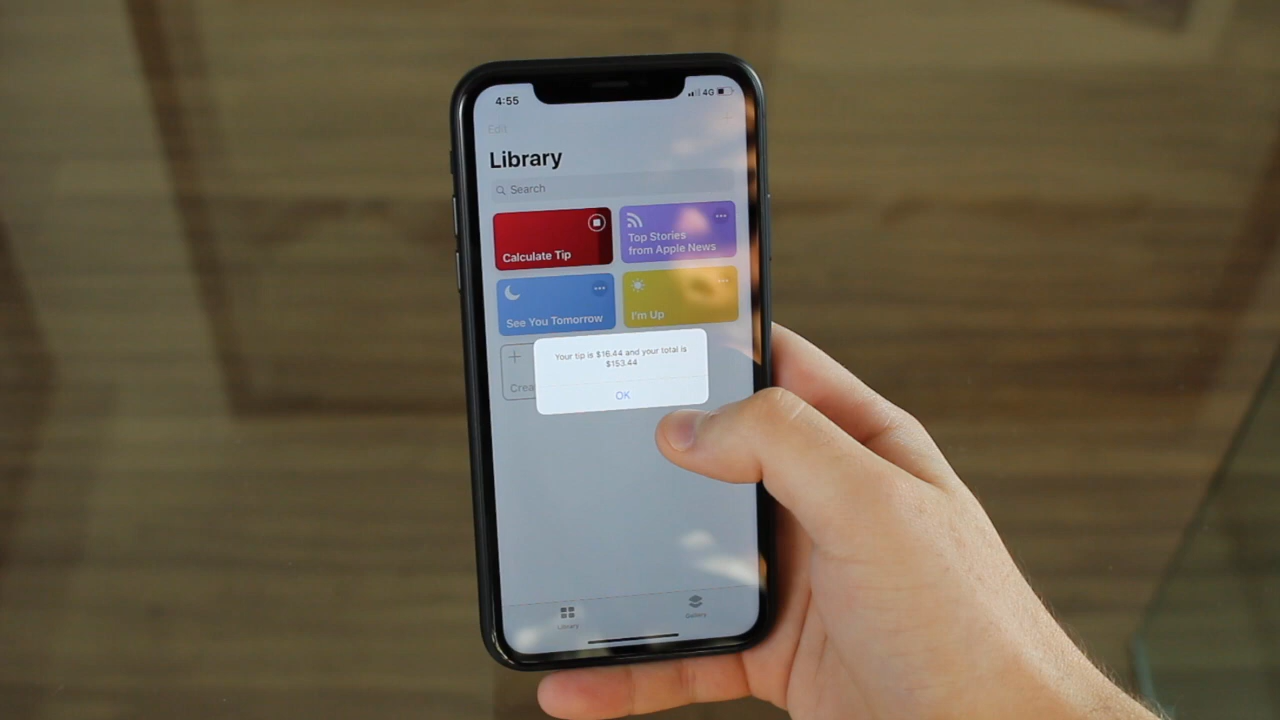 4:55
4G
Edit
Library
Search
Calculate Tip
Top Stories
from Apple News
See You Tomorrow
I'm Up
Your tip is $16.44 and your total is
$153.44
Crea
OK
Library
Gallery